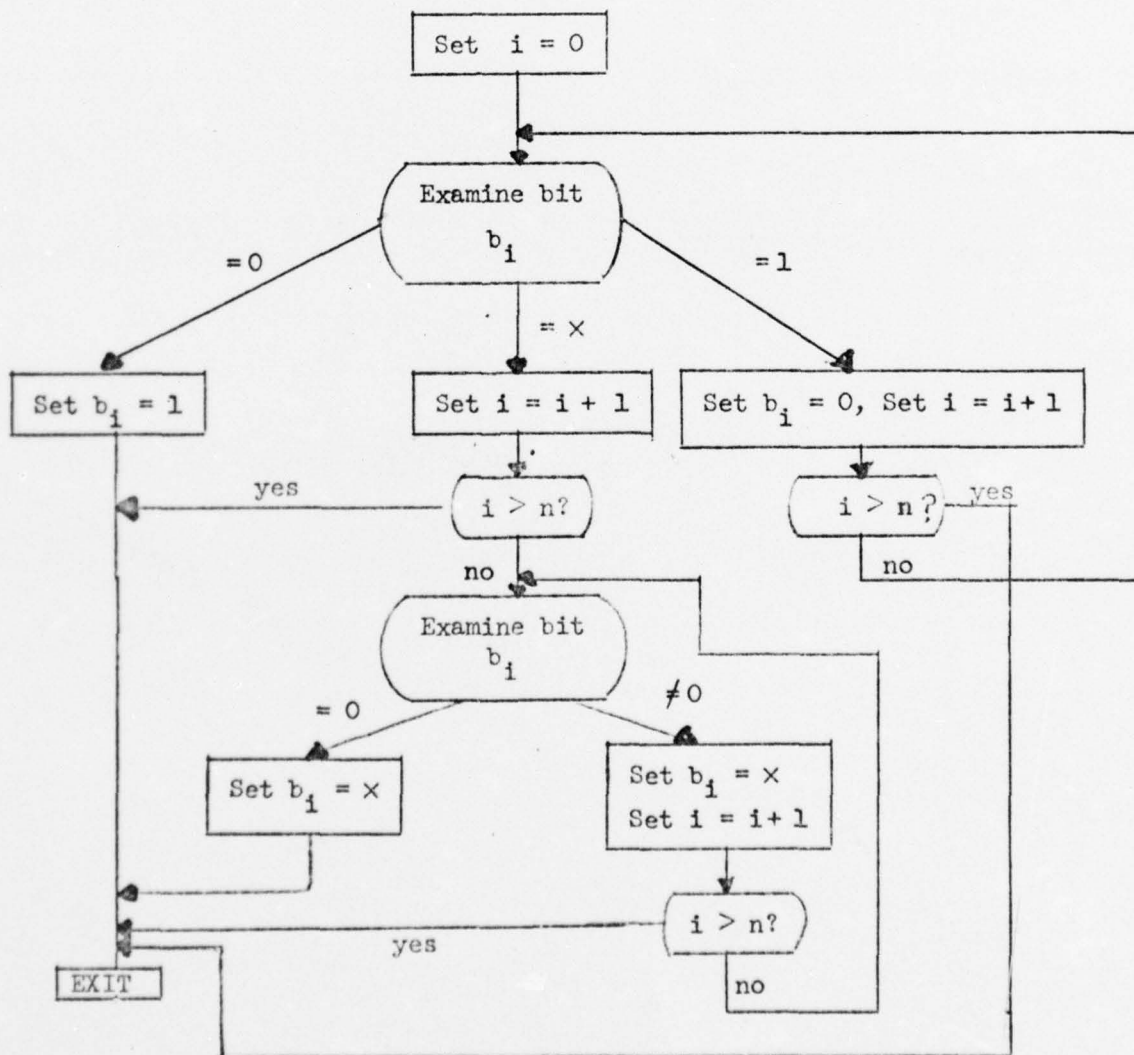 Set i = 0
Examine bit
b_i
= 0
= x
= 1
Set b_i = 1
Set i = i + 1
Set b_i = 0, Set i = i + 1
yes
i > n?
i > n?
yes
no
no
Examine bit
b_i
= 0
≠ 0
Set b_i = x
Set b_i = x
Set i = i + 1
i > n?
yes
EXIT
no